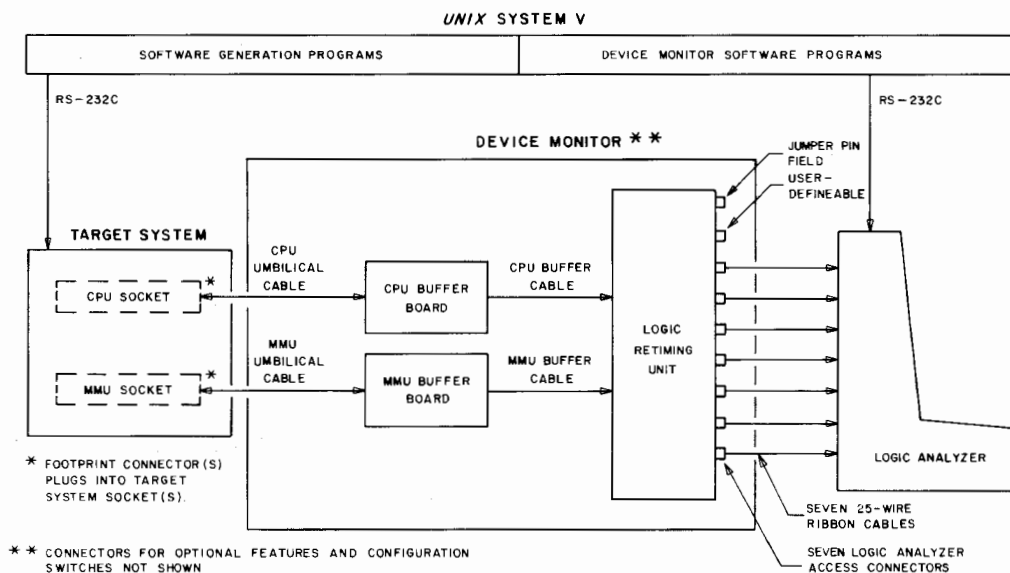 UNIX SYSTEM V
SOFTWARE GENERATION PROGRAMS
DEVICE MONITOR SOFTWARE PROGRAMS
RS-232C
RS-232C
DEVICE MONITOR **
JUMPER PIN
FIELD
USER-
DEFINEABLE
TARGET SYSTEM
CPU SOCKET *
CPU
UMBILICAL
CABLE
CPU BUFFER
BOARD
CPU BUFFER
CABLE
MMU SOCKET *
MMU
UMBILICAL
CABLE
MMU BUFFER
BOARD
MMU BUFFER
CABLE
LOGIC
RETIMING
UNIT
LOGIC ANALYZER
* FOOTPRINT CONNECTOR(S)
PLUGS INTO TARGET
SYSTEM SOCKET(S).
SEVEN 25-WIRE
RIBBON CABLES
SEVEN LOGIC ANALYZER
ACCESS CONNECTORS
** CONNECTORS FOR OPTIONAL FEATURES AND CONFIGURATION
SWITCHES NOT SHOWN